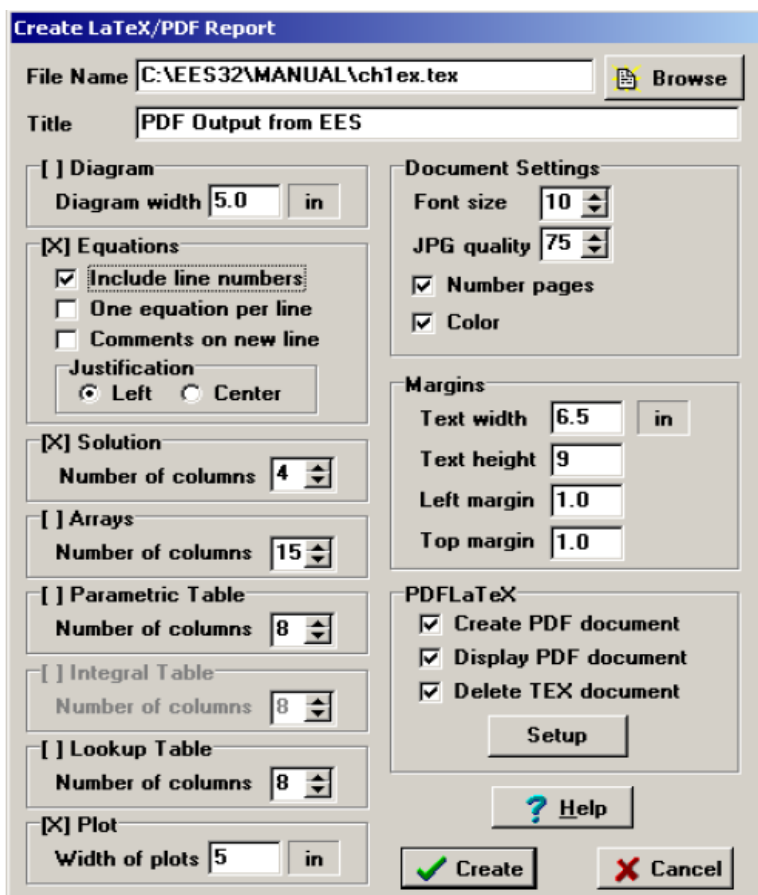 Create LaTeX/PDF Report
File Name C:\EES32\MANUAL\ch1ex.tex Browse
Title PDF Output from EES
[ ] Diagram
Diagram width 5.0 in
[X] Equations
Include line numbers
One equation per line
Comments on new line
Justification
Left Center
[X] Solution
Number of columns 4
[ ] Arrays
Number of columns 15
[ ] Parametric Table
Number of columns 8
[ ] Integral Table
Number of columns 8
[ ] Lookup Table
Number of columns 8
[X] Plot
Width of plots 5 in
Document Settings
Font size 10
JPG quality 75
Number pages
Color
Margins
Text width 6.5 in
Text height 9
Left margin 1.0
Top margin 1.0
PDFLaTeX
Create PDF document
Display PDF document
Delete TEX document
Setup
? Help
Create Cancel